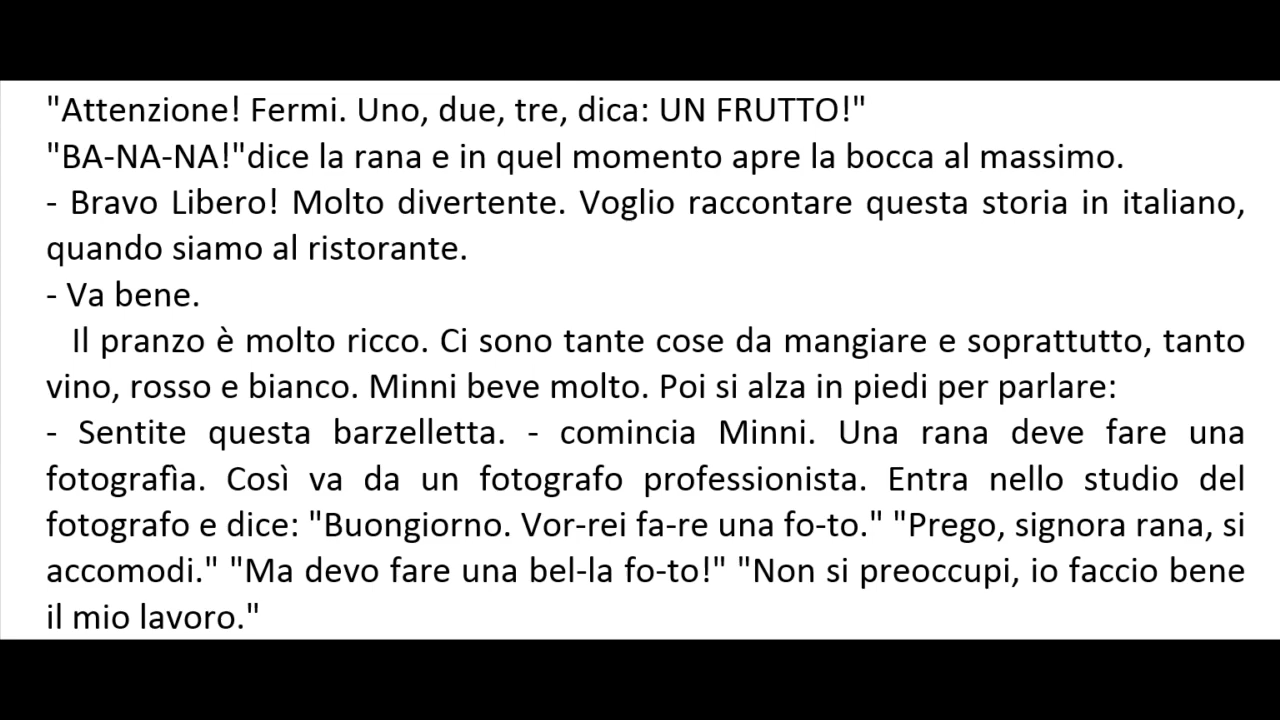 "Attenzione! Fermi. Uno, due, tre, dica: UN FRUTTO!"
"BA-NA-NA!"dice la rana e in quel momento apre la bocca al massimo.
- Bravo Libero! Molto divertente. Voglio raccontare questa storia in italiano,
quando siamo al ristorante.
- Va bene.
Il pranzo è molto ricco. Ci sono tante cose da mangiare e soprattutto, tanto
vino, rosso e bianco. Minni beve molto. Poi si alza in piedi per parlare:
- Sentite questa barzelletta. - comincia Minni. Una rana deve fare una
fotografia. Così va da un fotografo professionista. Entra nello studio del
fotografo e dice: "Buongiorno. Vor-rei fa-re una fo-to." "Prego, signora rana, si
accomodi." "Ma devo fare una bel-la fo-to!" "Non si preoccupi, io faccio bene
il mio lavoro."